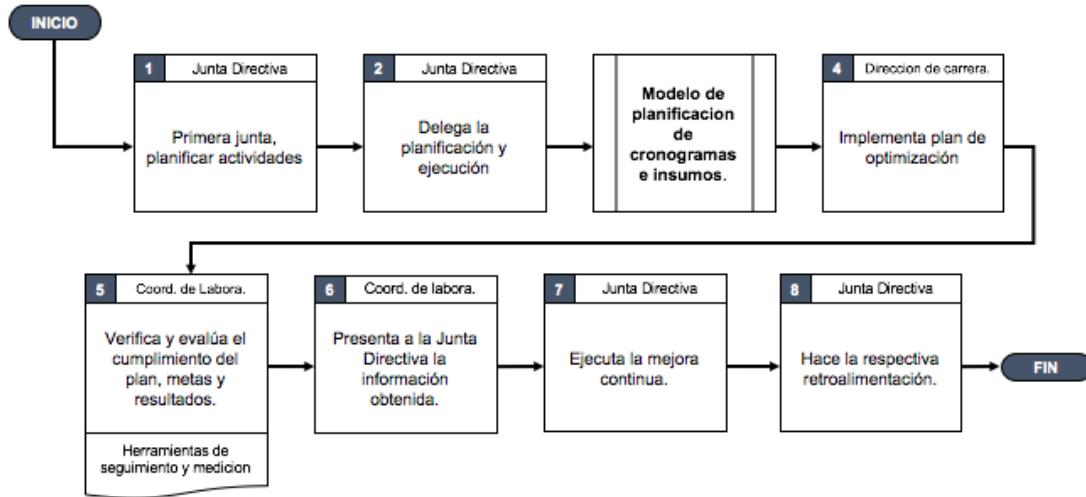 INICIO
1 Junta Directiva
Primera junta,
planificar actividades
2 Junta Directiva
Delega la
planificación y
ejecución
Modelo de
planificacion
de
cronogramas
e insumos.
4 Direccion de carrera.
Implementa plan de
optimización
5 Coord. de Labora.
Verifica y evalúa el
cumplimiento del
plan, metas y
resultados.
Herramientas de
seguimiento y medicion
6 Coord. de labora.
Presenta a la Junta
Directiva la
información
obtenida.
7 Junta Directiva
Ejecuta la mejora
continua.
8 Junta Directiva
Hace la respectiva
retroalimentación.
FIN